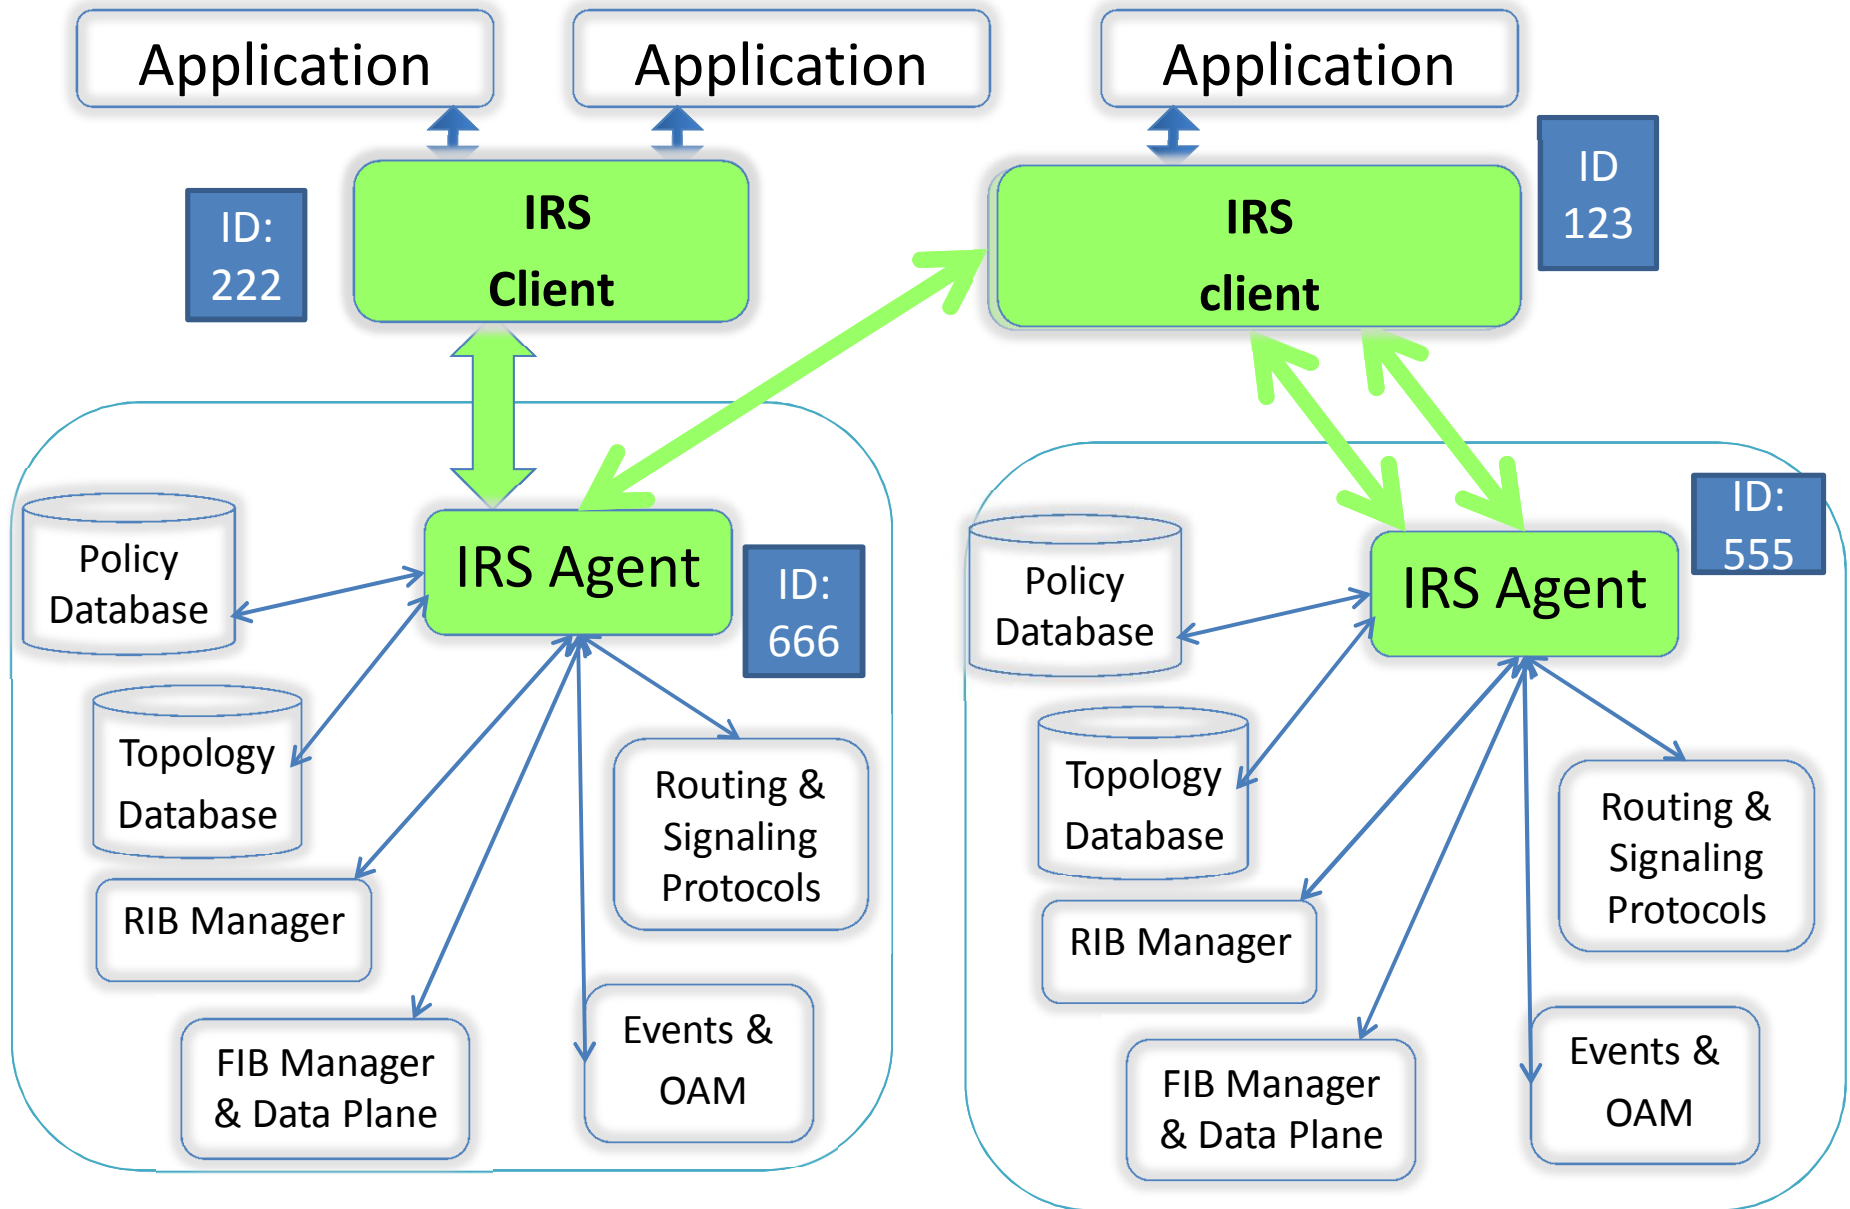 Application
Application
Application
ID:
222
IRS
Client
IRS
client
ID
123
IRS Agent
ID:
666
Policy
Database
Topology
Database
RIB Manager
FIB Manager
& Data Plane
Events &
OAM
Routing &
Signaling
Protocols
IRS Agent
ID:
555
Policy
Database
Topology
Database
RIB Manager
FIB Manager
& Data Plane
Events &
OAM
Routing &
Signaling
Protocols